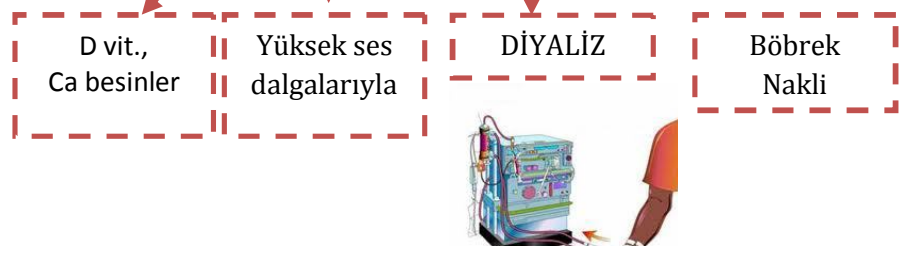 D vit.,
Ca besinler
Yüksek ses
dalgalarıyla
DİYALİZ
Böbrek
Nakli